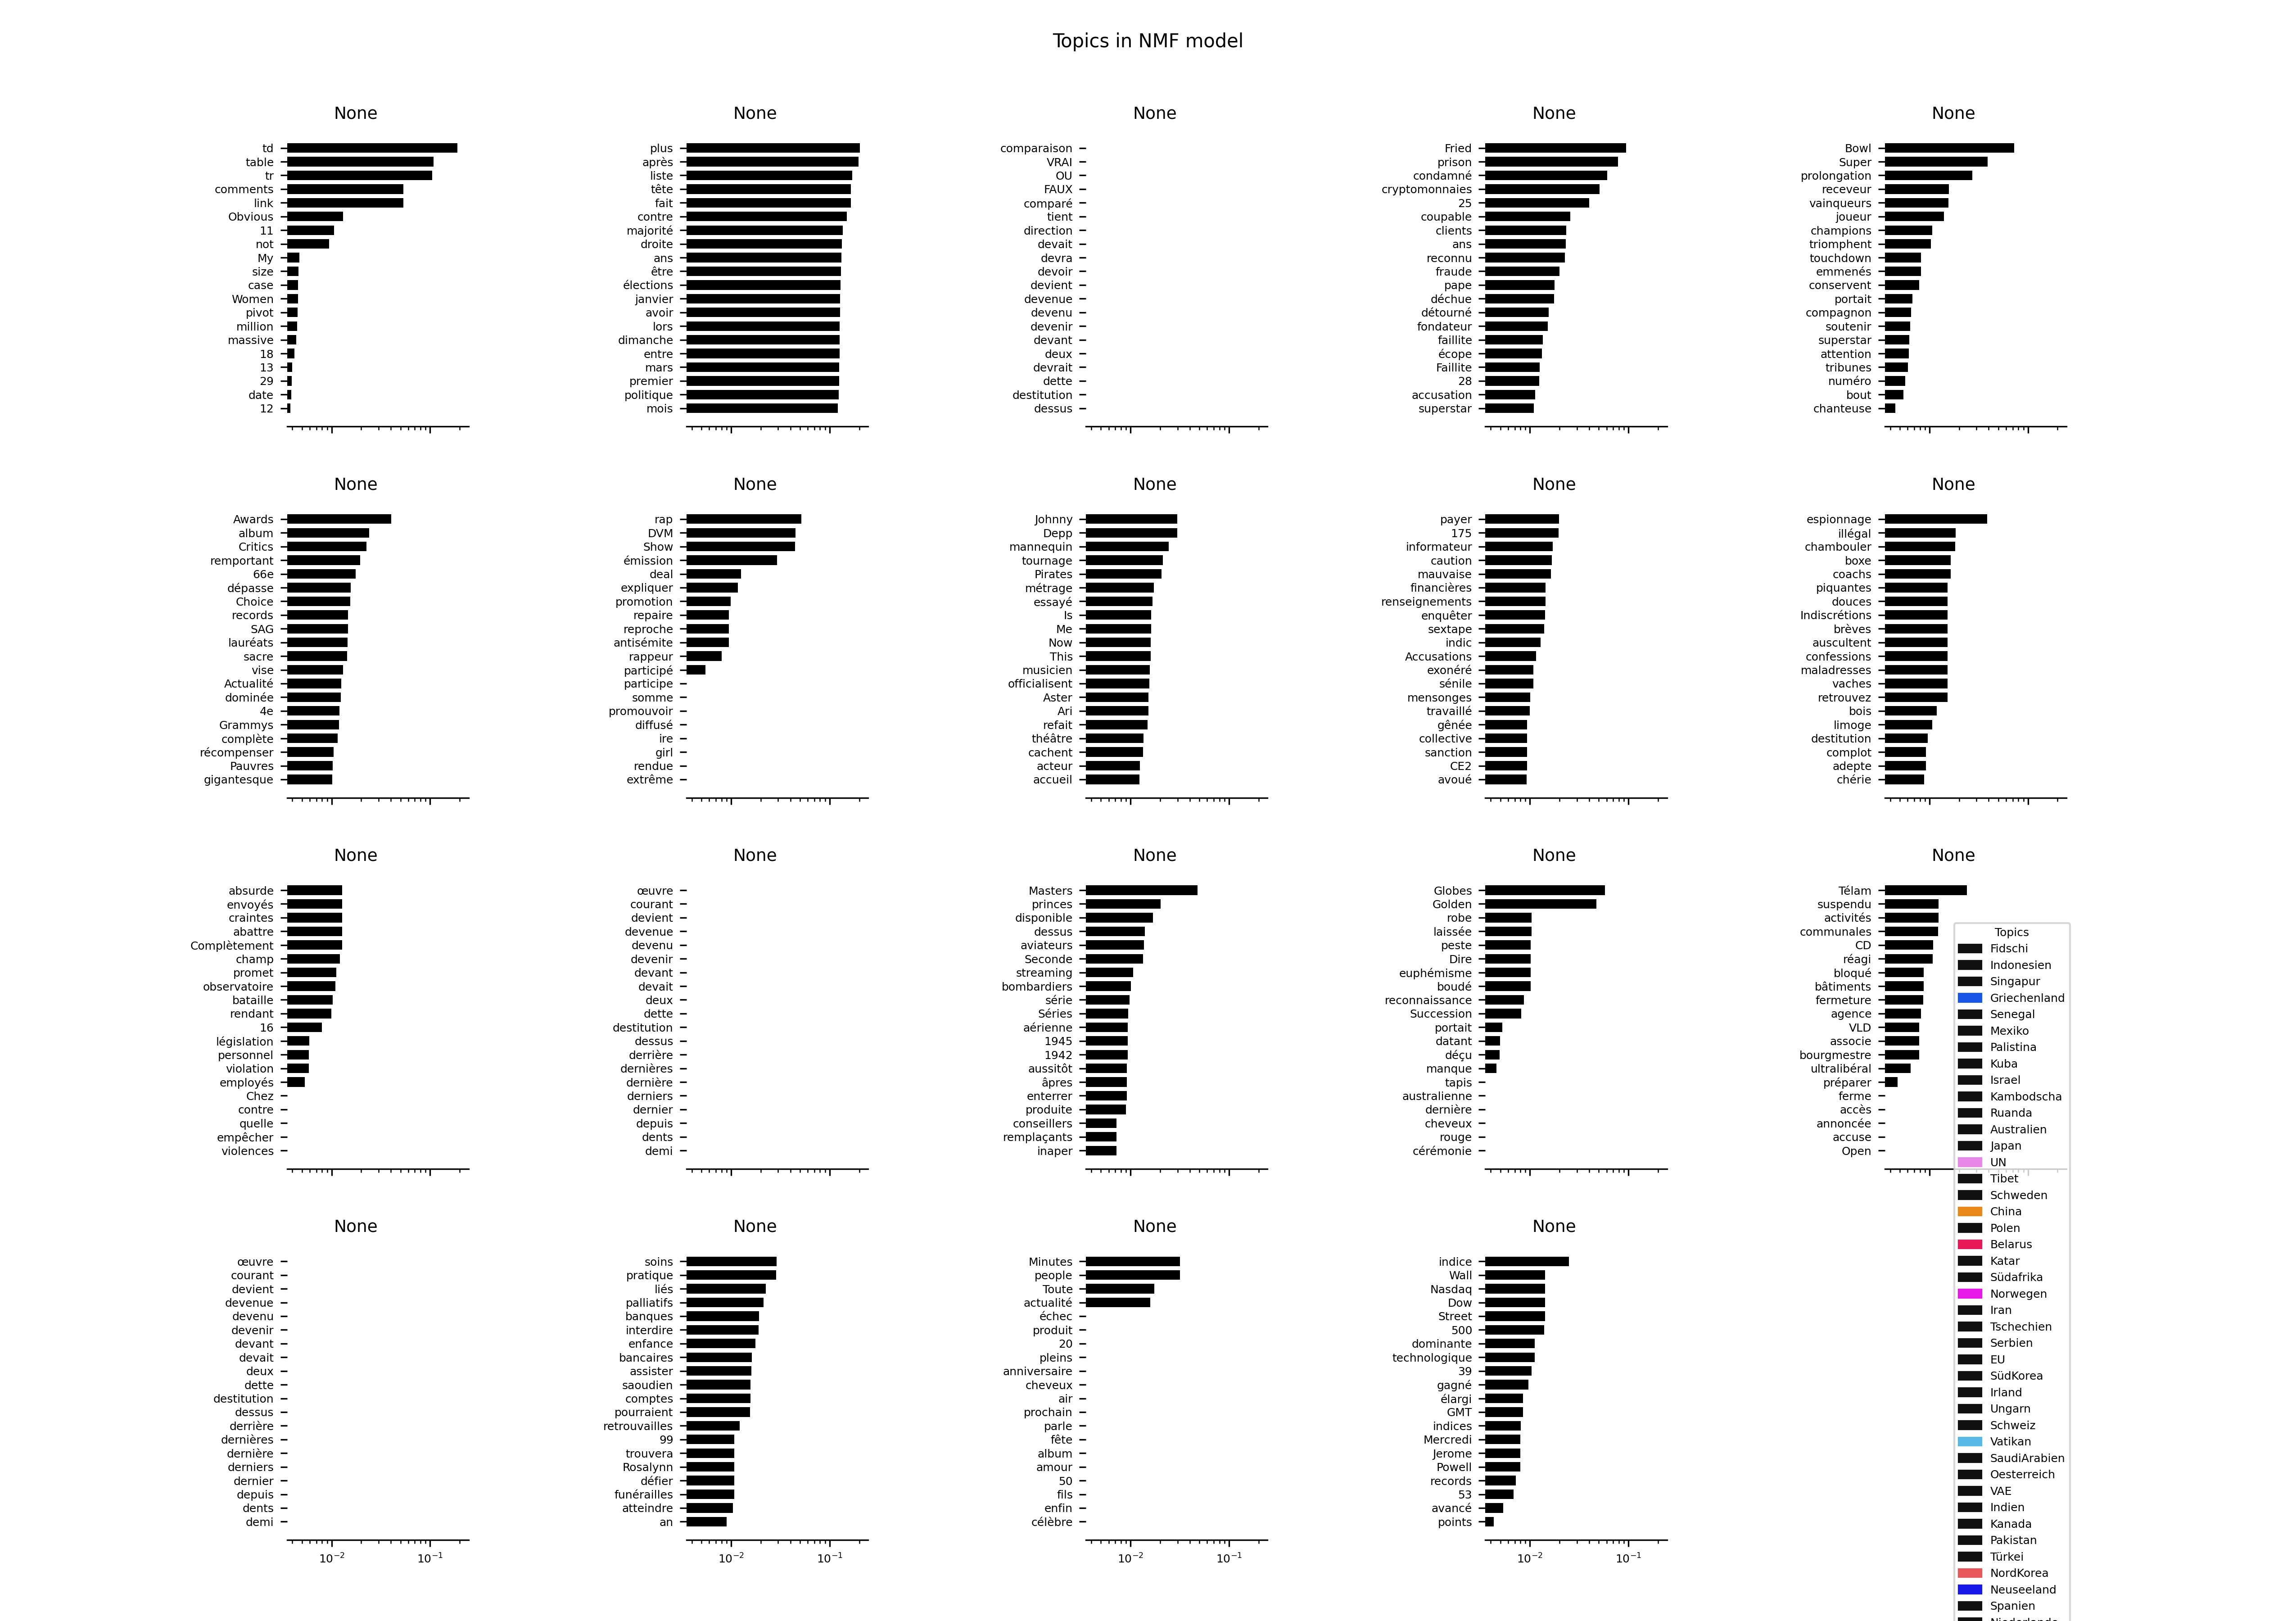 Topics in NMF model
None
td
table
tr
comments
link
Obvious
11
not
My
size
case
Women
pivot
million
massive
18
13
29
date
12
None
plus
après
liste
tête
fait
contre
majorité
droite
ans
être
élections
janvier
avoir
lors
dimanche
entre
mars
premier
politique
mois
None
comparaison
VRAI
OU
FAUX
comparé
tient
direction
devait
devra
devoir
devient
devenue
devenu
devenir
devant
deux
devrait
dette
destitution
dessus
None
Fried
prison
condamné
cryptomonnaies
25
coupable
clients
ans
reconnu
fraude
pape
déchue
détourné
fondateur
faillite
écope
Faillite
28
accusation
superstar
None
Bowl
Super
prolongation
receveur
vainqueurs
joueur
champions
triomphent
touchdown
emmenés
conservent
portait
compagnon
soutenir
superstar
attention
tribunes
numéro
bout
chanteuse
None
Awards
album
Critics
remportant
66e
dépasse
Choice
records
SAG
lauréats
sacre
vise
Actualité
dominée
4e
Grammys
complète
récompenser
Pauvres
gigantesque
None
rap
DVM
Show
émission
deal
expliquer
promotion
repaire
reproche
antisémite
rappeur
participé
participe
somme
promouvoir
diffusé
ire
girl
rendue
extrême
None
Johnny
Depp
mannequin
tournage
Pirates
métrage
essayé
Is
Me
Now
This
musicien
officialisent
Aster
Ari
refait
théâtre
cachent
acteur
accueil
None
payer
175
informateur
caution
mauvaise
financières
renseignements
enquêter
sextape
indic
Accusations
exonéré
sénile
mensonges
travaillé
gênée
collective
sanction
CE2
avoué
None
espionnage
illégal
chambouler
boxe
coachs
piquantes
douces
Indiscrétions
brèves
auscultent
confessions
maladresses
vaches
retrouvez
bois
limoge
destitution
complot
adepte
chérie
None
absurde
envoyés
craintes
abattre
Complètement
champ
promet
observatoire
bataille
rendant
16
législation
personnel
violation
employés
Chez
contre
quelle
empêcher
violences
None
œuvre
courant
devient
devenue
devenu
devenir
devant
devait
deux
dette
destitution
dessus
derrière
dernières
dernière
derniers
dernier
depuis
dents
demi
None
Masters
princes
disponible
dessus
aviateurs
Seconde
streaming
bombardiers
série
Séries
aérienne
1945
1942
aussitôt
âpres
enterrer
produite
conseillers
remplaçants
inaper
None
Globes
Golden
robe
laissée
peste
Dire
euphémisme
boudé
reconnaissance
Succession
portait
datant
déçu
manque
tapis
australienne
dernière
cheveux
rouge
cérémonie
None
Télam
suspendu
activités
communales
CD
réagi
bloqué
bâtiments
fermeture
agence
VLD
associe
bourgmestre
ultralibéral
préparer
ferme
accès
annoncée
accuse
Open
None
œuvre
courant
devient
devenue
devenu
devenir
devant
devait
deux
dette
destitution
dessus
derrière
dernières
dernière
derniers
dernier
depuis
dents
demi
10⁻² 10⁻¹
None
soins
pratique
liés
palliatifs
banques
interdire
enfance
bancaires
assister
saoudien
comptes
pourraient
retrouvailles
99
trouvera
Rosalynn
défier
funérailles
atteindre
an
10⁻² 10⁻¹
None
Minutes
people
Toute
actualité
échec
produit
20
pleins
anniversaire
cheveux
air
prochain
parle
fête
album
amour
50
fils
enfin
célèbre
10⁻² 10⁻¹
None
indice
Wall
Nasdaq
Dow
Street
500
dominante
technologique
39
gagné
élargi
GMT
indices
Mercredi
Jerome
Powell
records
53
avancé
points
10⁻² 10⁻¹
Topics
Fidschi
Indonesien
Singapur
Griechenland
Senegal
Mexiko
Palistina
Kuba
Israel
Kambodscha
Ruanda
Australien
Japan
UN
Tibet
Schweden
China
Polen
Belarus
Katar
Südafrika
Norwegen
Iran
Tschechien
Serbien
EU
SüdKorea
Irland
Ungarn
Schweiz
Vatikan
SaudiArabien
Oesterreich
VAE
Indien
Kanada
Pakistan
Türkei
NordKorea
Neuseeland
Spanien